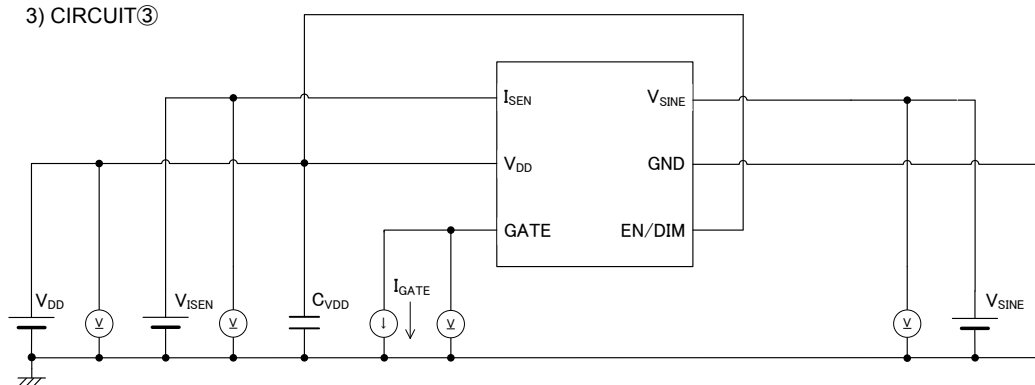 3) CIRCUIT③
ISEN
VSINE
VDD
GND
GATE
EN/DIM
VDD
V
VISEN
V
CVDD
IGATE
V
V
VSINE